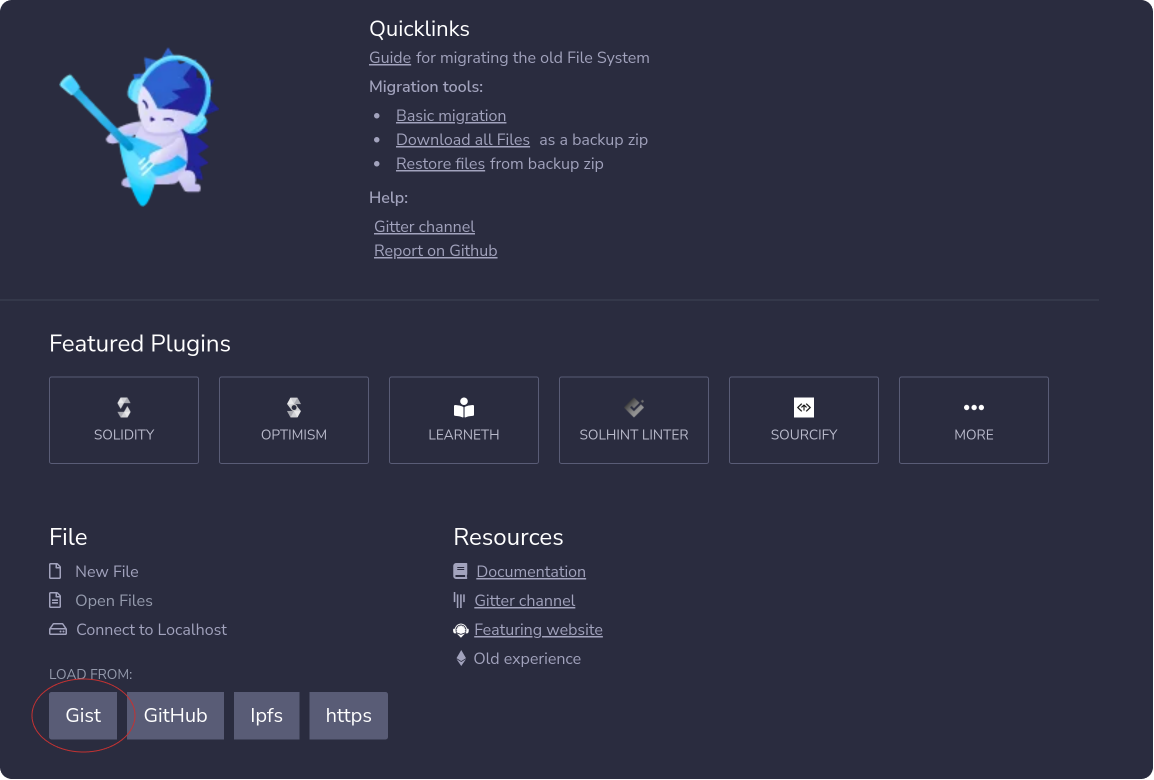 Quicklinks
Guide for migrating the old File System
Migration tools:
• Basic migration
• Download all Files as a backup zip
• Restore files from backup zip
Help:
Gitter channel
Report on Github
Featured Plugins
SOLIDITY
OPTIMISM
LEARNETH
SOLHINT LINTER
SOURCIFY
MORE
File
New File
Open Files
Connect to Localhost
LOAD FROM:
Gist
GitHub
Ipfs
https
Resources
Documentation
Gitter channel
Featuring website
Old experience